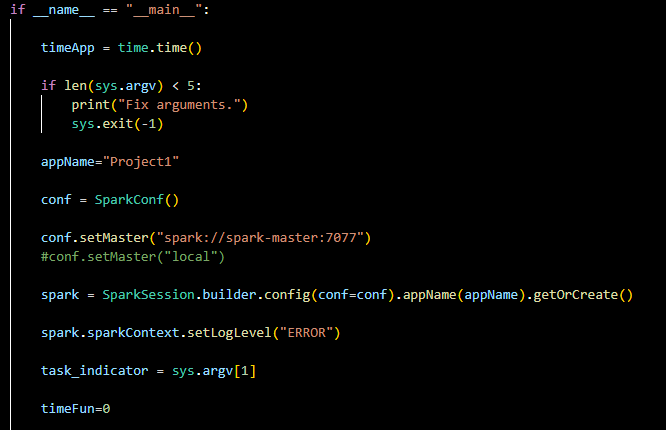 if __name__ == "__main__":
timeApp = time.time()
if len(sys.argv) < 5:
print("Fix arguments.")
sys.exit(-1)
appName="Project1"
conf = SparkConf()
conf.setMaster("spark://spark-master:7077")
#conf.setMaster("local")
spark = SparkSession.builder.config(conf=conf).appName(appName).getOrCreate()
spark.sparkContext.setLogLevel("ERROR")
task_indicator = sys.argv[1]
timeFun=0